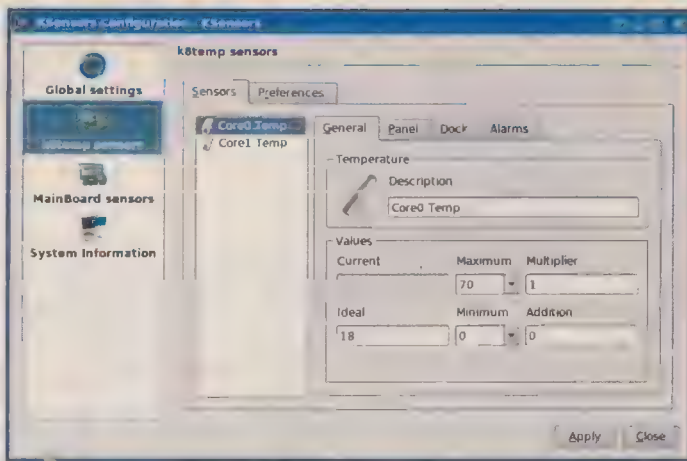 KSensors Configuration - KSensors
Global settings
k8temp sensors
MainBoard sensors
System Information
k8temp sensors
Sensors Preferences
Core0 Temp
Core1 Temp
General Panel Dock Alarms
Temperature
Description
Core0 Temp
Values
Current Maximum Multiplier
70 1
Ideal Minimum Addition
18 0 0
Apply Close